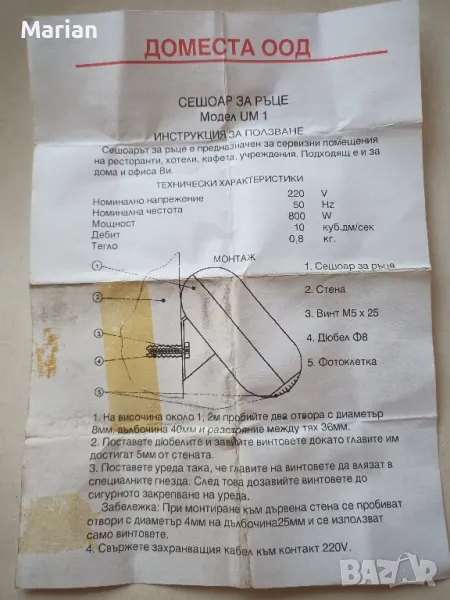 Marian
ДОМЕСТА ООД
СЕШОАР ЗА РЪЦЕ
Модел UM 1
ИНСТРУКЦИЯ ЗА ПОЛЗВАНЕ
Сешоарът за ръце е предназначен за сервизни помещения
на ресторанти, хотели, кафета, учреждения. Подходящ е и за
дома и офиса Ви.
ТЕХНИЧЕСКИ ХАРАКТЕРИСТИКИ
Номинално напрежение 220 V
Номинална честота 50 Hz
Мощност 800 W
Дебит 10 куб.дм/сек
Тегло 0,8 кг.
МОНТАЖ
1
2
3
4
5
1. Сешоар за ръце
2. Стена
3. Винт M5 x 25
4. Дюбел Ф8
5. Фотоклетка
1. На височина около 1, 2м пробийте два отвора с диаметър
8мм, дълбочина 40мм и разстояние между тях 36мм.
2. Поставете дюбелите и завийте винтовете докато главите им
достигат 5мм от стената.
3. Поставете уреда така, че главите на винтовете да влязат в
специалните гнезда. След това дозавийте винтовете до
сигурното закрепване на уреда.
Забележка: При монтиране към дървена стена се пробиват
отвори с диаметър 4мм на дълбочина25мм и се използват
само винтовете.
4. Свържете захранващия кабел към контакт 220V.
BAZAR